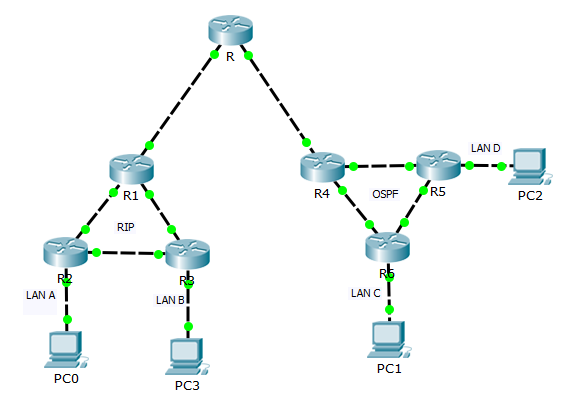 R
LAN D
R1
R4
OSPF
R5
PC2
RIP
R2
R3
R6
LAN A
LAN B
LAN C
PC0
PC3
PC1